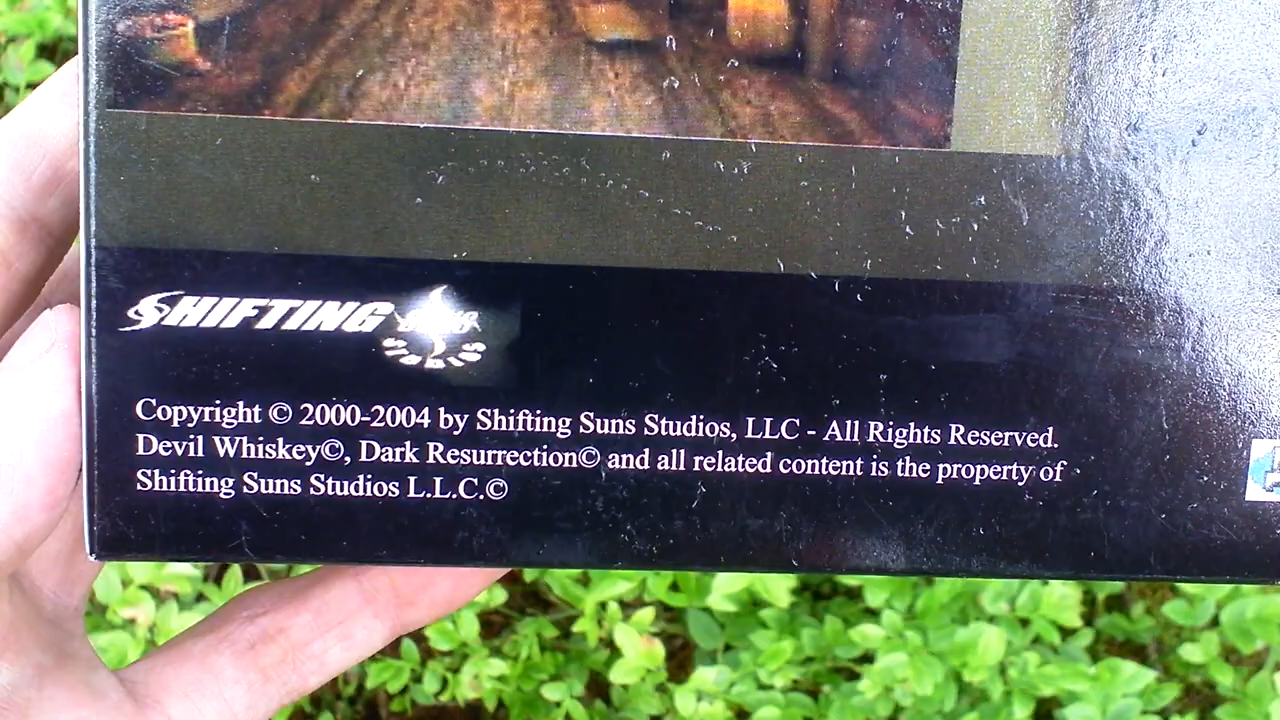 SHIFTING
STUDIOS
Copyright © 2000-2004 by Shifting Suns Studios, LLC - All Rights Reserved.
Devil Whiskey©, Dark Resurrection© and all related content is the property of
Shifting Suns Studios L.L.C.©